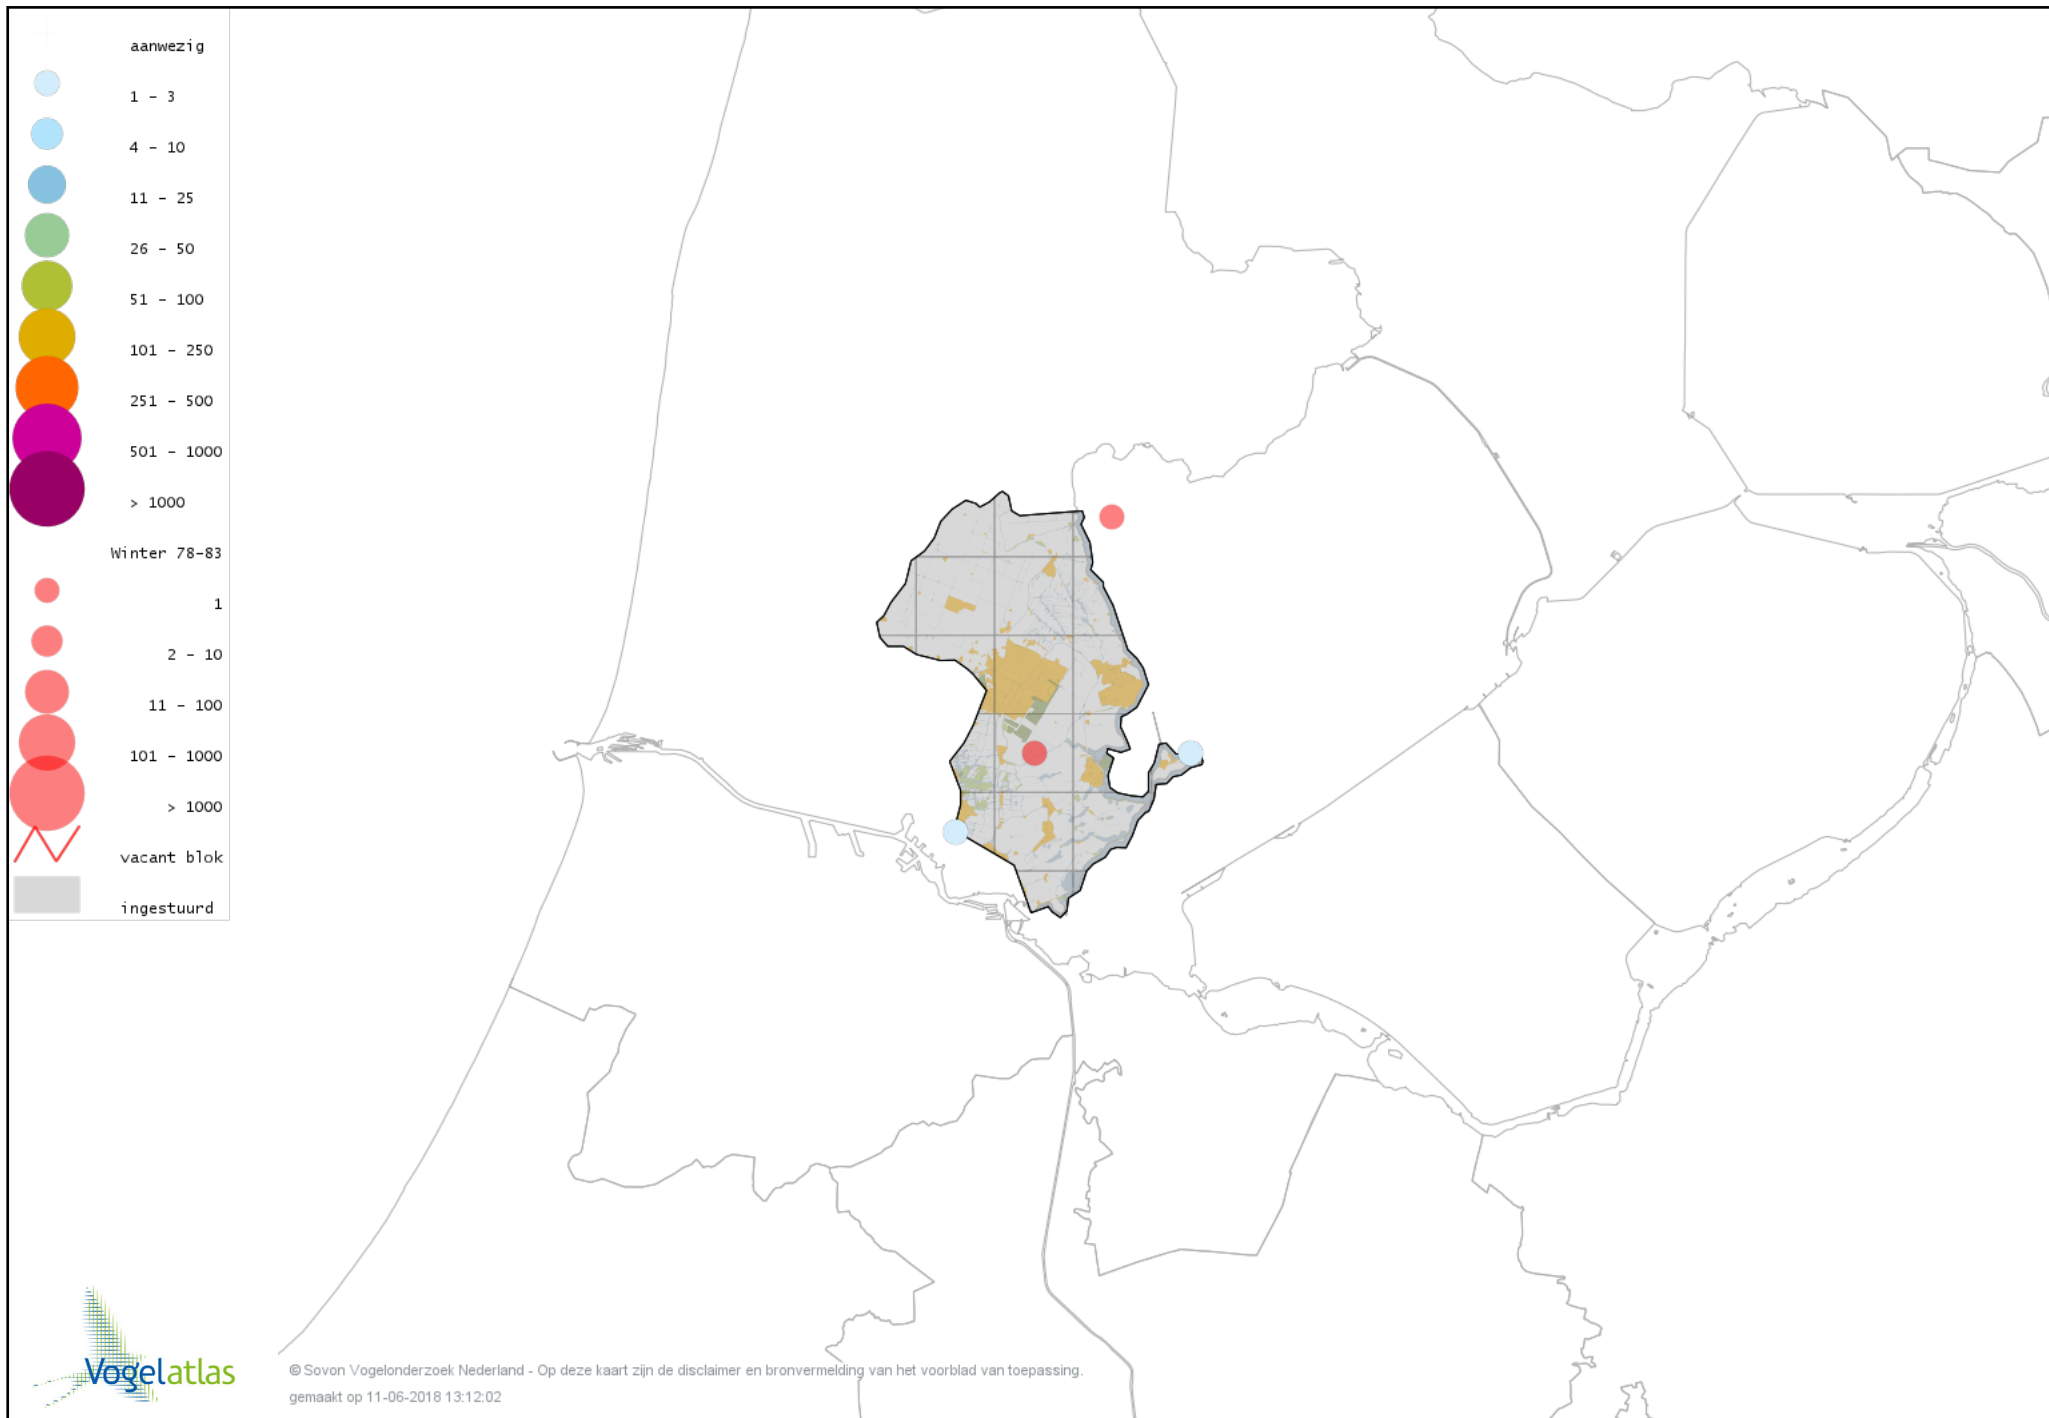 aanwezig
1 - 3
4 - 10
11 - 25
26 - 50
51 - 100
101 - 250
251 - 500
501 - 1000
> 1000
Winter 78-83
1
2 - 10
11 - 100
101 - 1000
> 1000
vacant blok
ingestuurd
Vogelatlas
© Sovon Vogelonderzoek Nederland - Op deze kaart zijn de disclaimer en bronvermelding van het voorblad van toepassing.
gemaakt op 11-06-2018 13:12:02